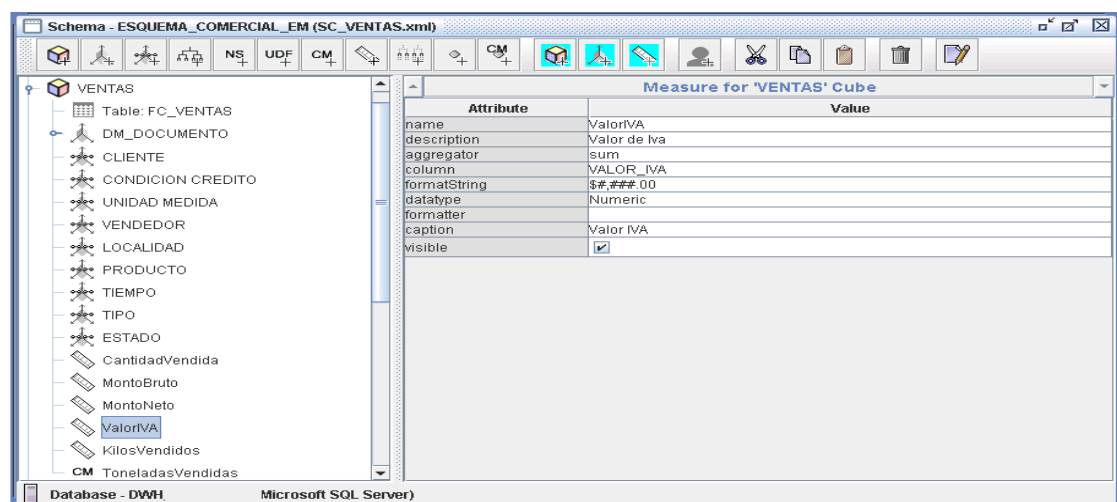 Schema - ESQUEMA_COMERCIAL_EM (SC_VENTAS.xml)
NS UDF CM CM
VENTAS
Table: FC_VENTAS
DM_DOCUMENTO
CLIENTE
CONDICION CREDITO
UNIDAD MEDIDA
VENDEDOR
LOCALIDAD
PRODUCTO
TIEMPO
TIPO
ESTADO
CantidadVendida
MontoBruto
MontoNeto
ValorIVA
KilosVendidos
CM ToneladasVendidas
Measure for 'VENTAS' Cube
Attribute Value
name ValorIVA
description Valor de Iva
aggregator sum
column VALOR_IVA
formatString $#,###.00
datatype Numeric
formatter
caption Valor IVA
visible
Database - DWH Microsoft SQL Server)